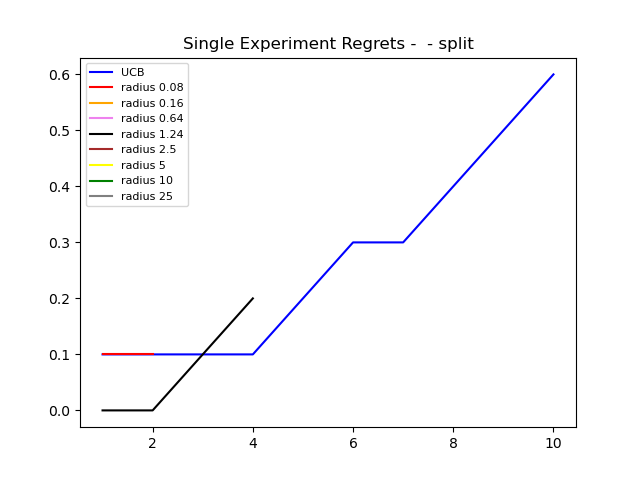 Single Experiment Regrets -  - split
UCB
radius 0.08
radius 0.16
radius 0.64
radius 1.24
radius 2.5
radius 5
radius 10
radius 25
0.6
0.5
0.4
0.3
0.2
0.1
0.0
2 4 6 8 10